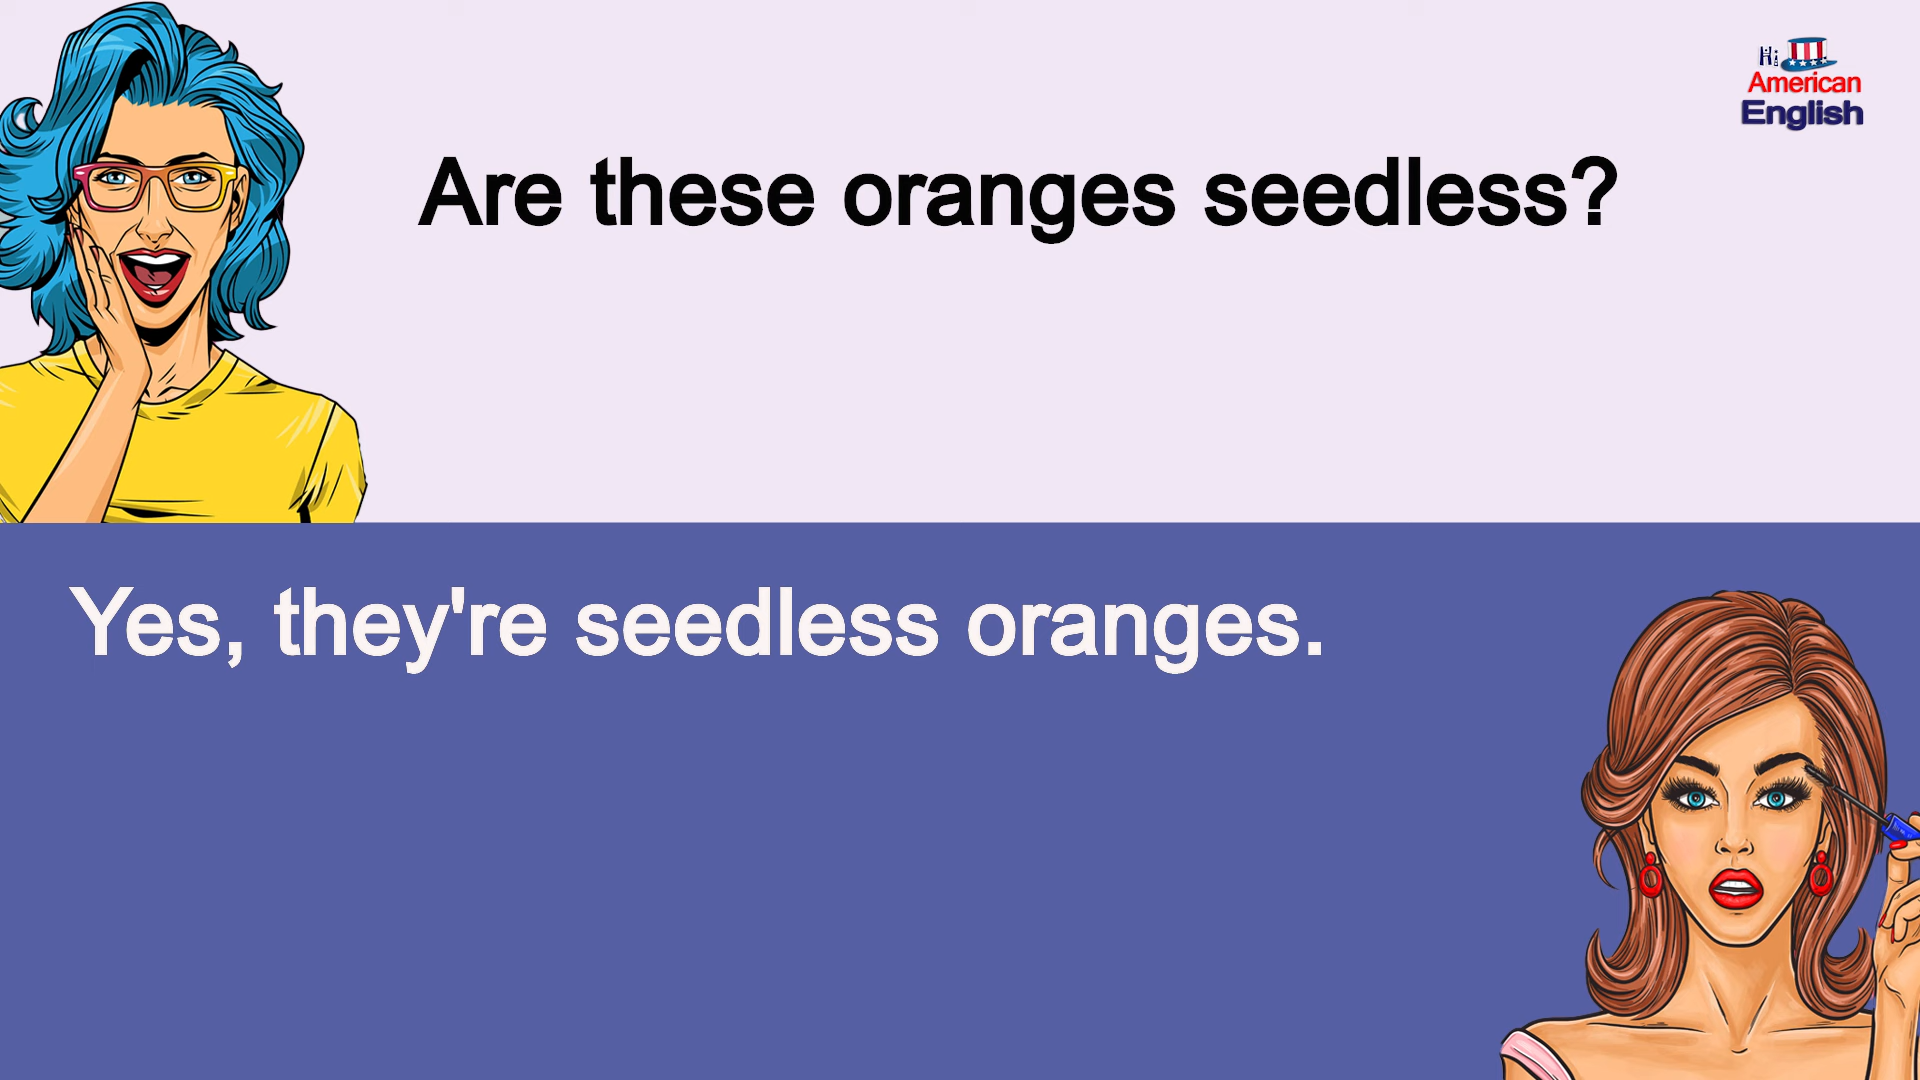 Hi
American
English
Are these oranges seedless?
Yes, they're seedless oranges.